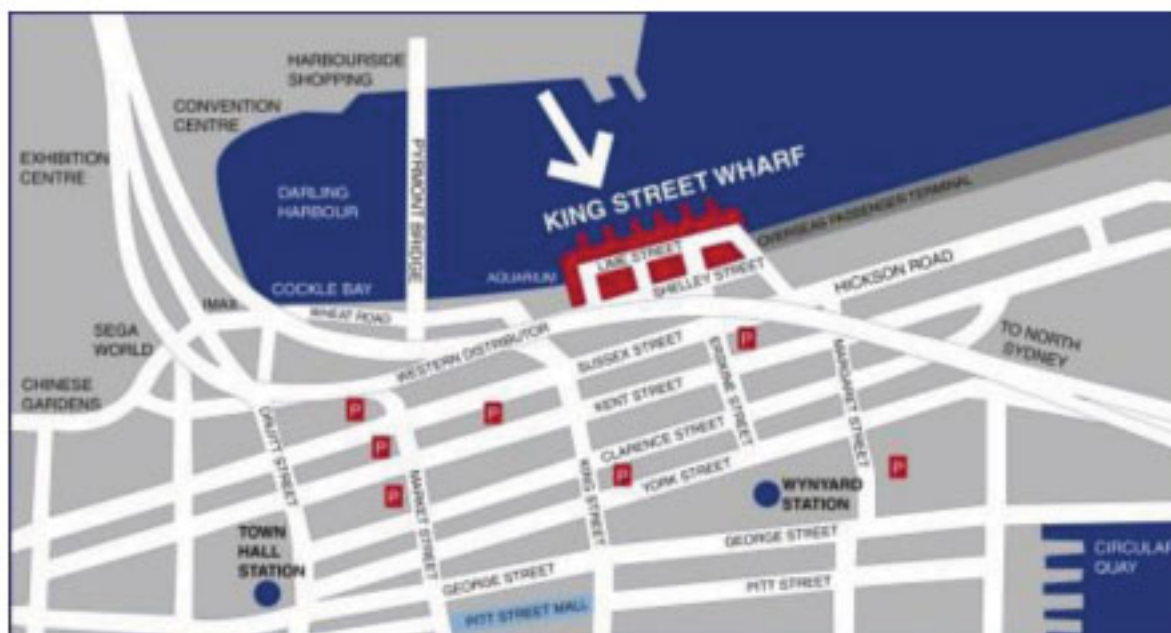 HARBOURSIDE
SHOPPING
CONVENTION
CENTRE
EXHIBITION
CENTRE
PYRMONT BRIDGE
DARLING
HARBOUR
KING STREET WHARF
OVERSEAS PASSENGER TERMINAL
LIME STREET
AQUARIUM
SHELLEY STREET
HICKSON ROAD
COCKLE BAY
IMAX
WHEAT ROAD
SEGA
WORLD
WESTERN DISTRIBUTOR
SUSSEX STREET
TO NORTH
SYDNEY
CHINESE
GARDENS
KENT STREET
ERSKINE STREET
MARGARET STREET
P
P
P
P
P
P
P
DRUITT STREET
CLARENCE STREET
MARKET STREET
KING STREET
YORK STREET
WYNYARD
STATION
TOWN
HALL
STATION
GEORGE STREET
GEORGE STREET
PITT STREET
PITT STREET MALL
CIRCULAR
QUAY